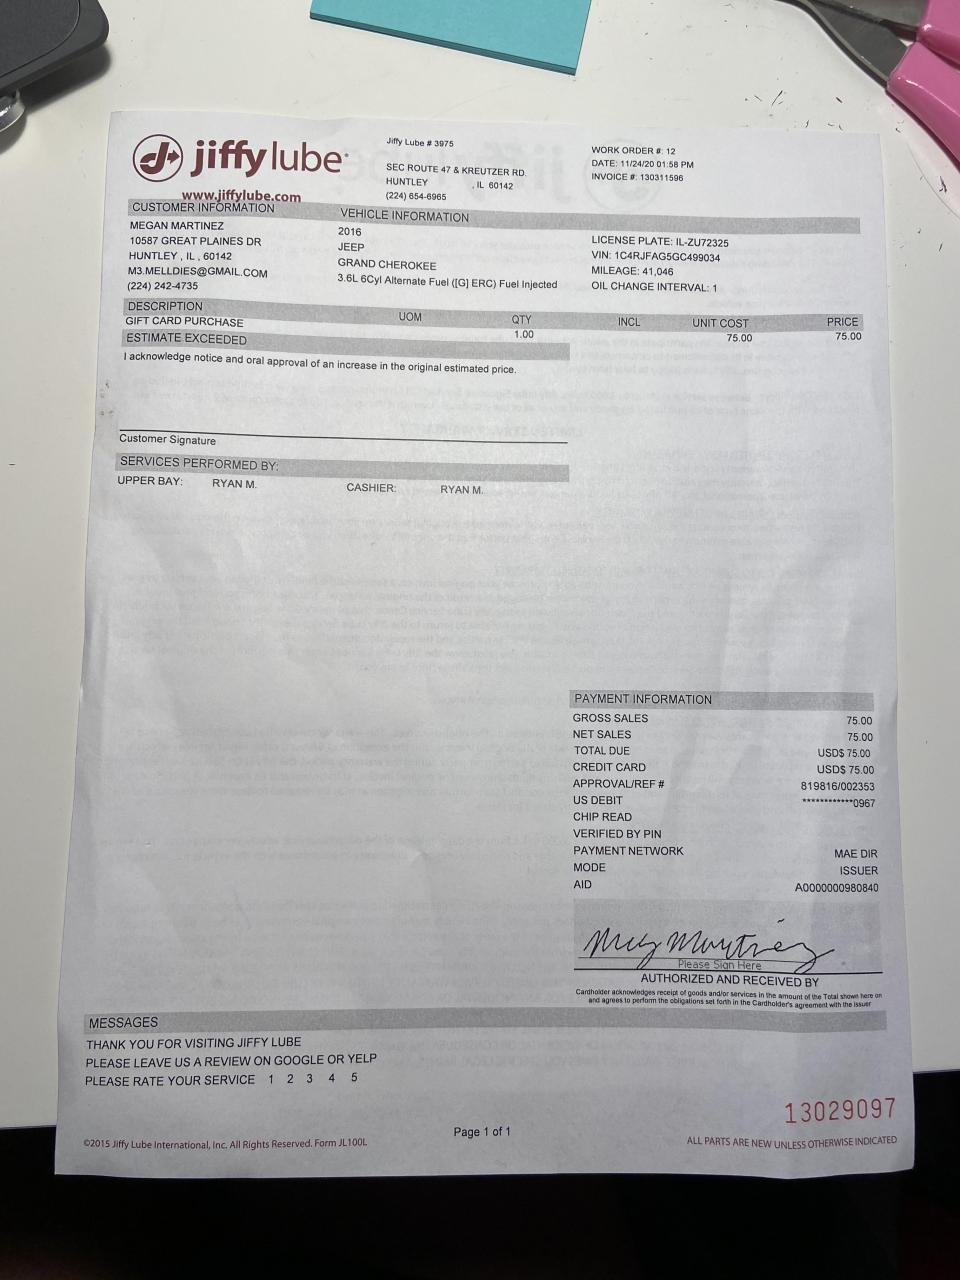 jiffy lube
www.jiffylube.com
Jiffy Lube # 3975
SEC ROUTE 47 & KREUTZER RD.
HUNTLEY , IL 60142
(224) 654-6965
WORK ORDER #: 12
DATE: 11/24/20 01:58 PM
INVOICE #: 130311596
CUSTOMER INFORMATION
MEGAN MARTINEZ
10587 GREAT PLAINES DR
HUNTLEY , IL , 60142
M3.MELLDIES@GMAIL.COM
(224) 242-4735
VEHICLE INFORMATION
2016
JEEP
GRAND CHEROKEE
3.6L 6Cyl Alternate Fuel ([G] ERC) Fuel Injected
LICENSE PLATE: IL-ZU72325
VIN: 1C4RJFAG5GC499034
MILEAGE: 41,046
OIL CHANGE INTERVAL: 1
DESCRIPTION UOM QTY INCL UNIT COST PRICE
GIFT CARD PURCHASE 1.00 75.00 75.00
ESTIMATE EXCEEDED
I acknowledge notice and oral approval of an increase in the original estimated price.
Customer Signature
SERVICES PERFORMED BY:
UPPER BAY: RYAN M. CASHIER: RYAN M.
PAYMENT INFORMATION
GROSS SALES 75.00
NET SALES 75.00
TOTAL DUE USD$ 75.00
CREDIT CARD USD$ 75.00
APPROVAL/REF # 819816/002353
US DEBIT ************0967
CHIP READ
VERIFIED BY PIN
PAYMENT NETWORK MAE DIR
MODE ISSUER
AID A0000000980840
Please Sign Here
AUTHORIZED AND RECEIVED BY
Cardholder acknowledges receipt of goods and/or services in the amount of the Total shown here on
and agrees to perform the obligations set forth in the Cardholder's agreement with the issuer
MESSAGES
THANK YOU FOR VISITING JIFFY LUBE
PLEASE LEAVE US A REVIEW ON GOOGLE OR YELP
PLEASE RATE YOUR SERVICE 1 2 3 4 5
13029097
©2015 Jiffy Lube International, Inc. All Rights Reserved. Form JL100L
Page 1 of 1
ALL PARTS ARE NEW UNLESS OTHERWISE INDICATED